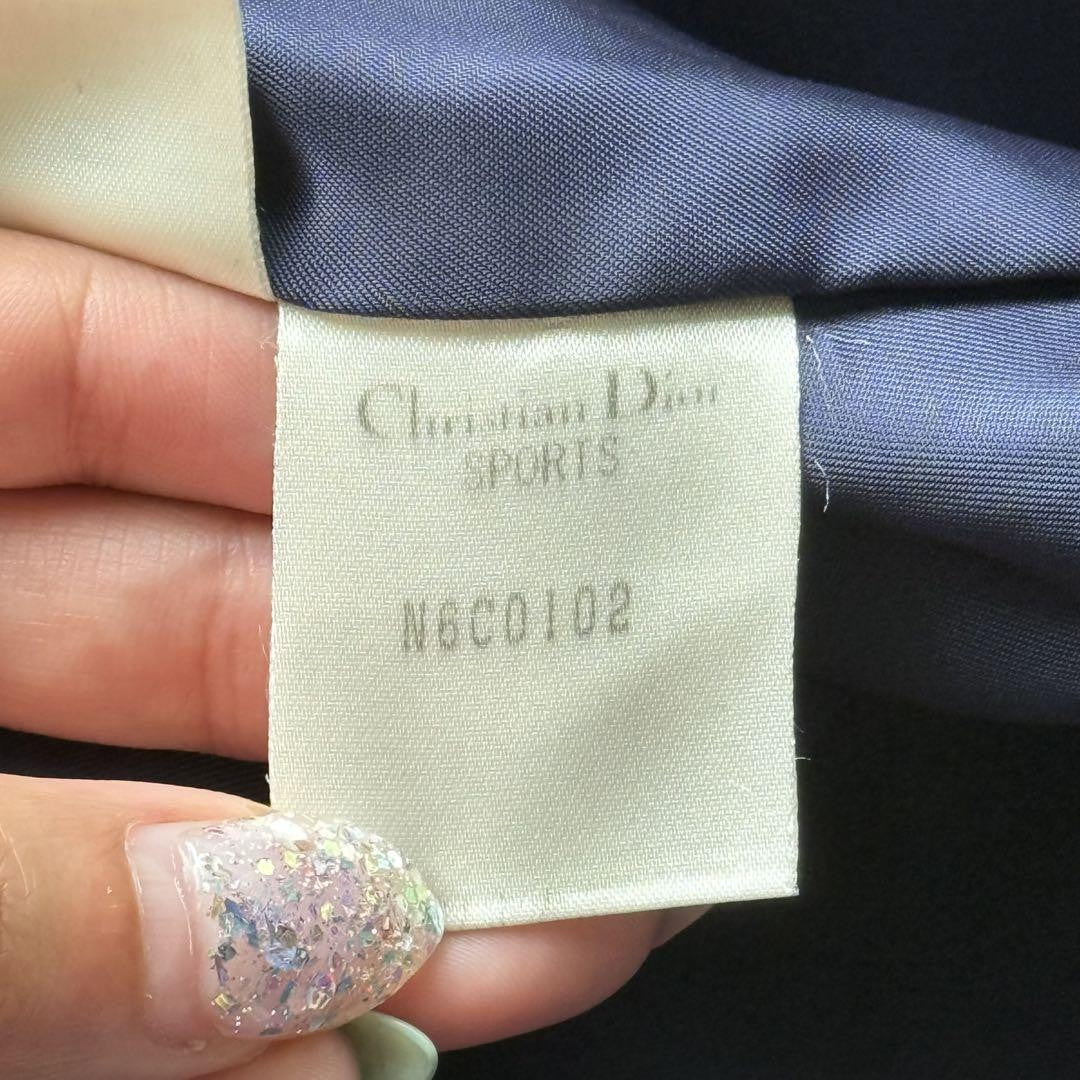 Christian Dior
SPORTS
N6C0102